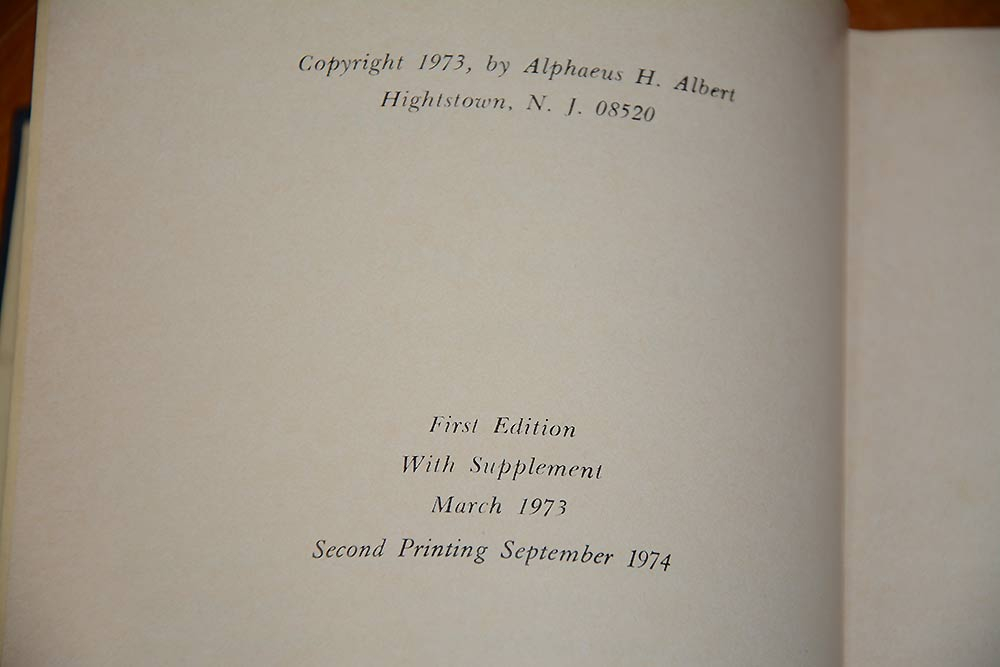 Copyright 1973, by Alphaeus H. Albert
Hightstown, N. J. 08520
First Edition
With Supplement
March 1973
Second Printing September 1974